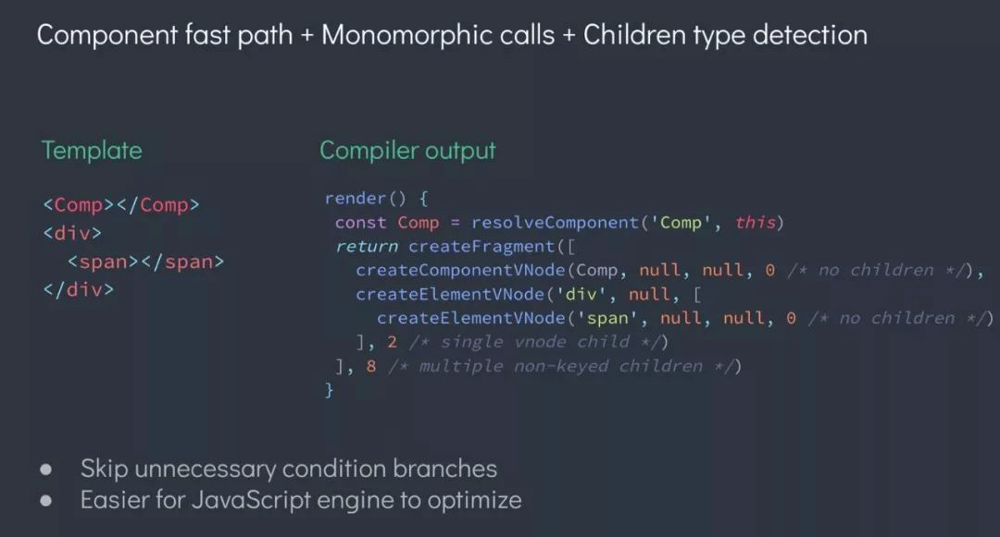 Component fast path + Monomorphic calls + Children type detection
Template
<Comp></Comp>
<div>
  <span></span>
</div>
Compiler output
render() {
 const Comp = resolveComponent('Comp', this)
 return createFragment([
   createComponentVNode(Comp, null, null, 0 /* no children */),
   createElementVNode('div', null, [
     createElementVNode('span', null, null, 0 /* no children */)
   ], 2 /* single vnode child */)
 ], 8 /* multiple non-keyed children */)
}
● Skip unnecessary condition branches
● Easier for JavaScript engine to optimize